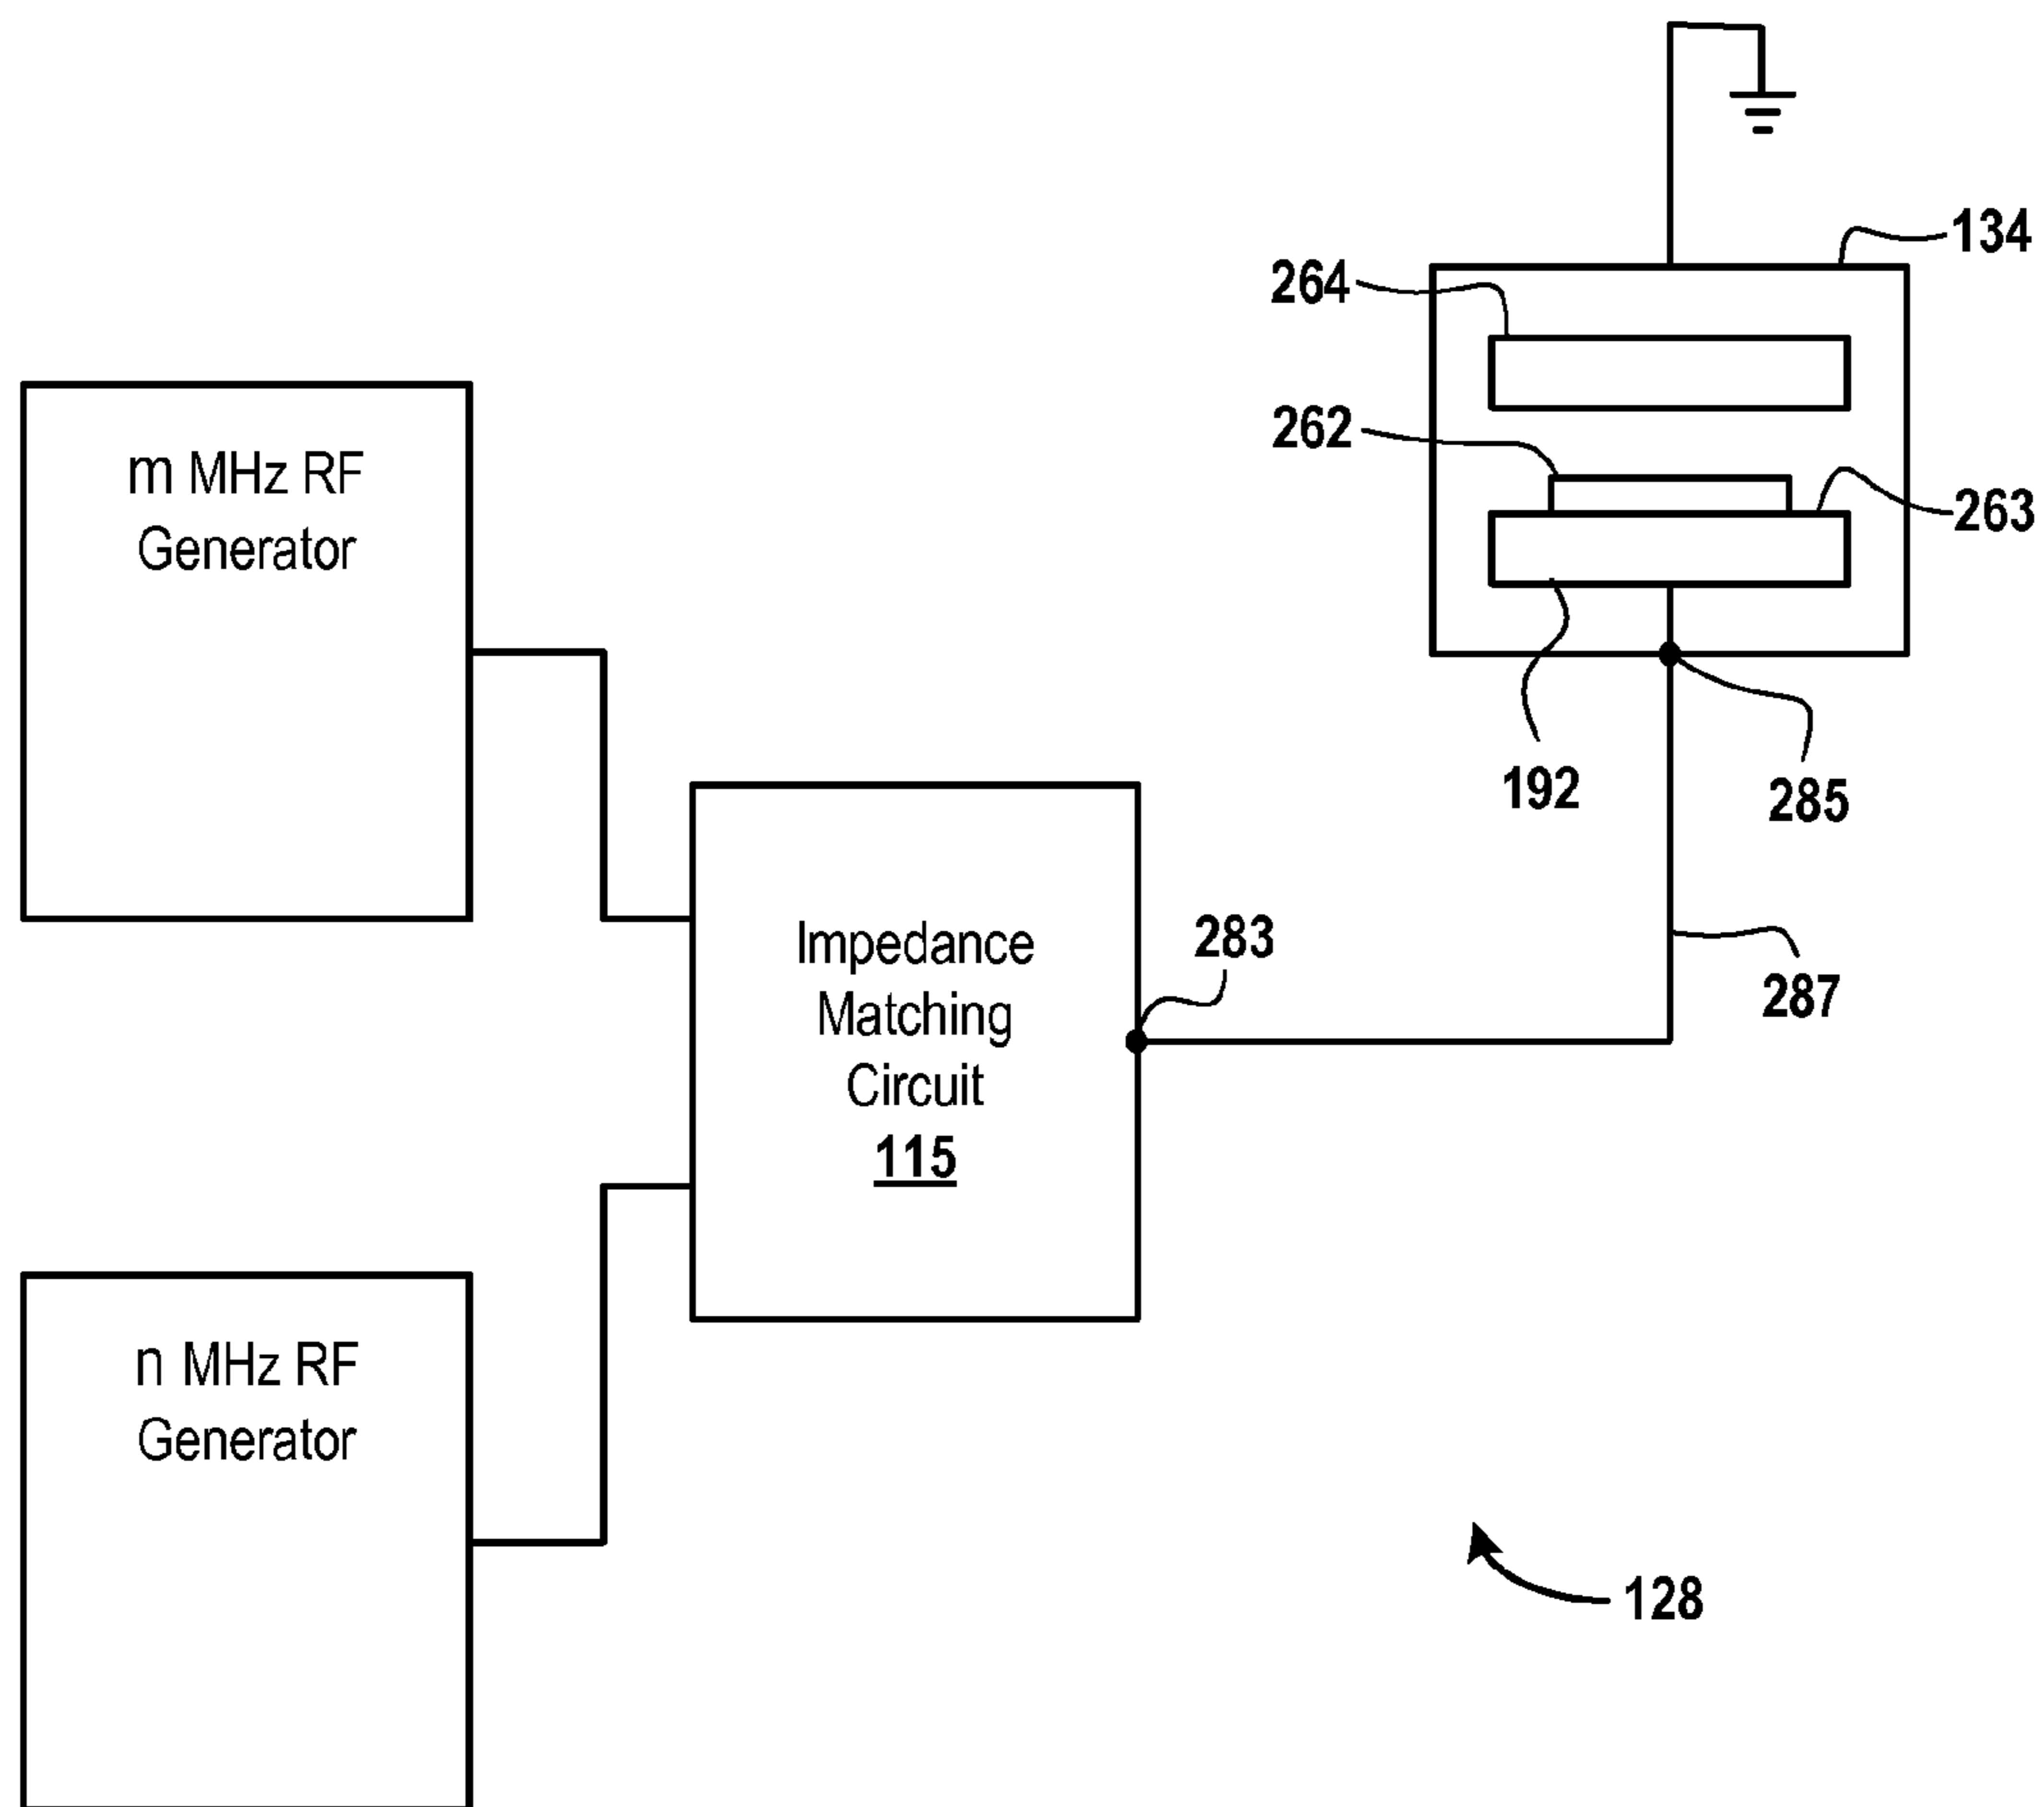 134
264
262
263
m MHz RF
Generator
192
285
Impedance
Matching
Circuit
115
283
287
n MHz RF
Generator
128